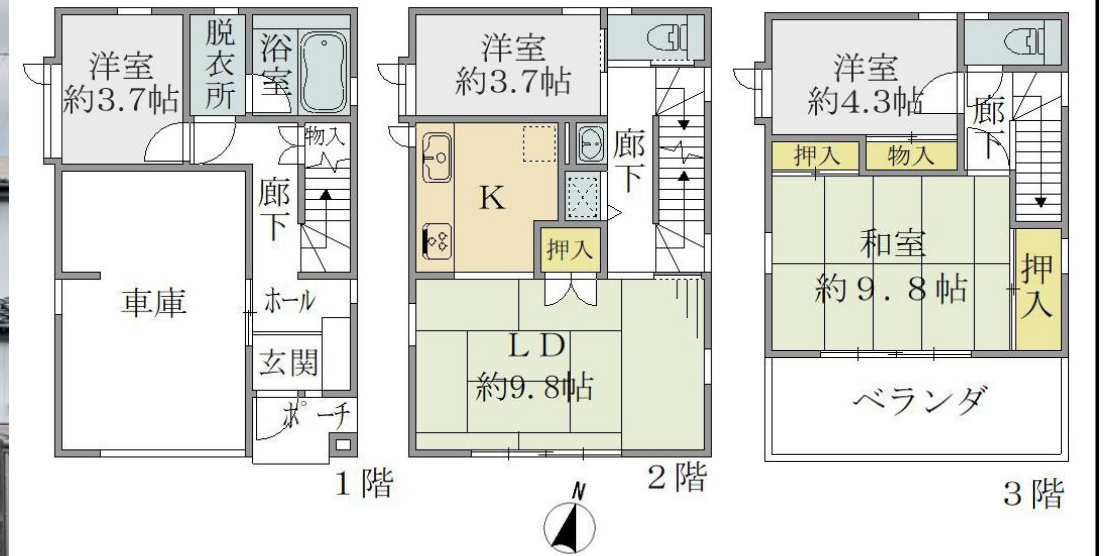 洋室
約3.7帖
脱衣所
浴室
物入
廊下
車庫
ホール
玄関
ポーチ
1階
洋室
約3.7帖
K
廊下
押入
LD
約9.8帖
2階
洋室
約4.3帖
廊下
押入
物入
和室
約9.8帖
押入
ベランダ
3階
N